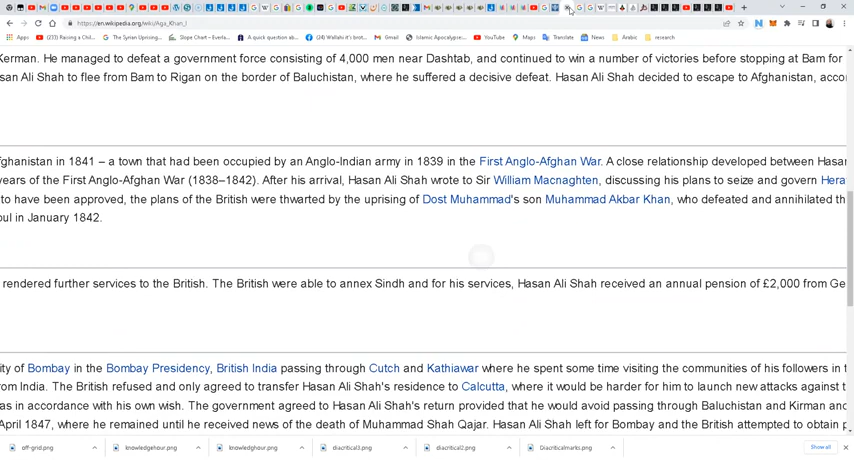 https://en.wikipedia.org/wiki/Aga_Khan_I
Apps (233) Raising a Chil... The Syrian Uprising... Slope Chart – Everla... A quick question ab... (24) Wallahi it's brot... Gmail Islamic Apocalypse:... YouTube Maps Translate News Arabic research
Kerman. He managed to defeat a government force consisting of 4,000 men near Dashtab, and continued to win a number of victories before stopping at Bam for
san Ali Shah to flee from Bam to Rigan on the border of Baluchistan, where he suffered a decisive defeat. Hasan Ali Shah decided to escape to Afghanistan, acco
fghanistan in 1841 – a town that had been occupied by an Anglo-Indian army in 1839 in the First Anglo-Afghan War. A close relationship developed between Hasa
years of the First Anglo-Afghan War (1838–1842). After his arrival, Hasan Ali Shah wrote to Sir William Macnaghten, discussing his plans to seize and govern Hera
to have been approved, the plans of the British were thwarted by the uprising of Dost Muhammad's son Muhammad Akbar Khan, who defeated and annihilated th
oul in January 1842.
rendered further services to the British. The British were able to annex Sindh and for his services, Hasan Ali Shah received an annual pension of £2,000 from Ge
ity of Bombay in the Bombay Presidency, British India passing through Cutch and Kathiawar where he spent some time visiting the communities of his followers in t
rom India. The British refused and only agreed to transfer Hasan Ali Shah's residence to Calcutta, where it would be harder for him to launch new attacks against t
as in accordance with his own wish. The government agreed to Hasan Ali Shah's return provided that he would avoid passing through Baluchistan and Kirman and
April 1847, where he remained until he received news of the death of Muhammad Shah Qajar. Hasan Ali Shah left for Bombay and the British attempted to obtain p
off-grid.png knowledgehour.png knowledghour.png diacritical3.png diacritical2.png Diacriticalmarks.png Show all